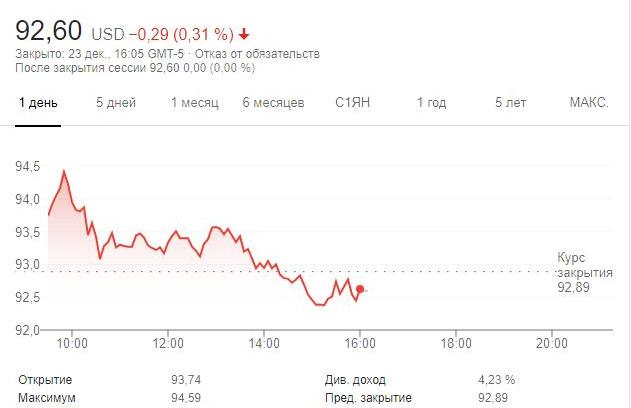 92,60 USD −0,29 (0,31 %)
Закрыто: 23 дек., 16:05 GMT-5 · Отказ от обязательств
После закрытия сессии 92,60 0,00 (0,00 %)
1 день 5 дней 1 месяц 6 месяцев С1ЯН 1 год 5 лет МАКС.
94,5
94,0
93,5
93,0
Курс
закрытия
92,89
92,5
92,0
10:00 12:00 14:00 16:00 18:00 20:00
Открытие 93,74 Див. доход 4,23 %
Максимум 94,59 Пред. закрытие 92,89